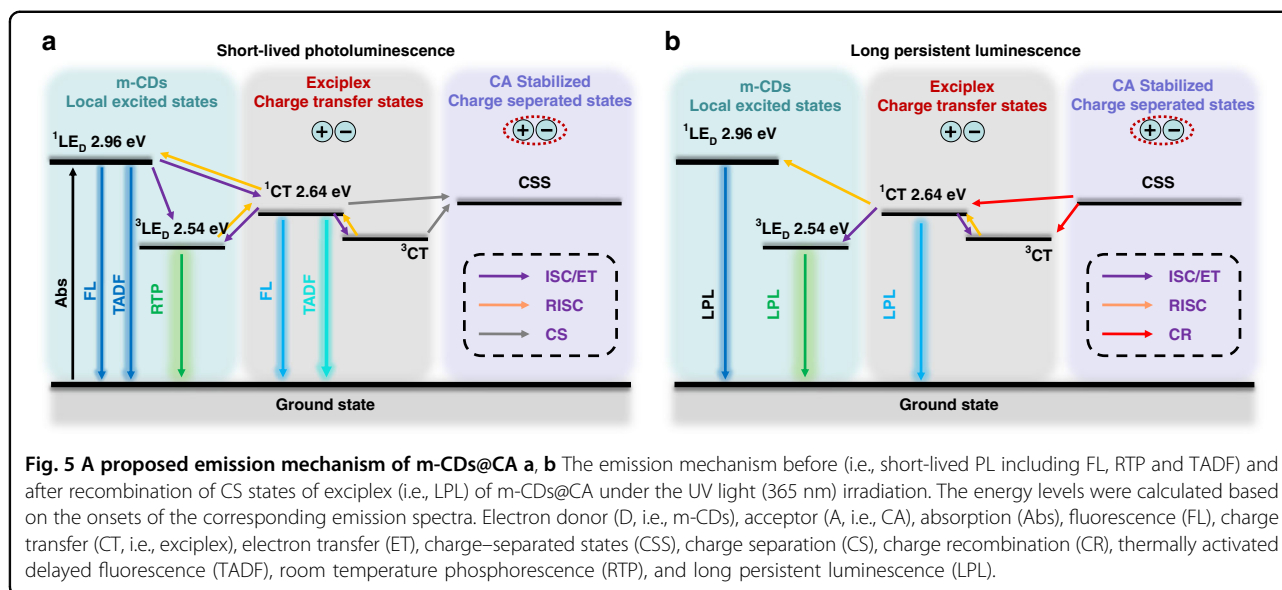 a
Short-lived photoluminescence
m-CDs
Local excited states
Exciplex
Charge transfer states
CA Stabilized
Charge seperated states
+ −
+ −
¹LE_D 2.96 eV
¹CT 2.64 eV
CSS
³LE_D 2.54 eV
³CT
Abs
FL
TADF
RTP
FL
TADF
ISC/ET
RISC
CS
Ground state
b
Long persistent luminescence
m-CDs
Local excited states
Exciplex
Charge transfer states
CA Stabilized
Charge seperated states
+ −
+ −
¹LE_D 2.96 eV
¹CT 2.64 eV
CSS
³LE_D 2.54 eV
³CT
LPL
LPL
LPL
ISC/ET
RISC
CR
Ground state
Fig. 5 A proposed emission mechanism of m-CDs@CA a, b The emission mechanism before (i.e., short-lived PL including FL, RTP and TADF) and
after recombination of CS states of exciplex (i.e., LPL) of m-CDs@CA under the UV light (365 nm) irradiation. The energy levels were calculated based
on the onsets of the corresponding emission spectra. Electron donor (D, i.e., m-CDs), acceptor (A, i.e., CA), absorption (Abs), fluorescence (FL), charge
transfer (CT, i.e., exciplex), electron transfer (ET), charge–separated states (CSS), charge separation (CS), charge recombination (CR), thermally activated
delayed fluorescence (TADF), room temperature phosphorescence (RTP), and long persistent luminescence (LPL).